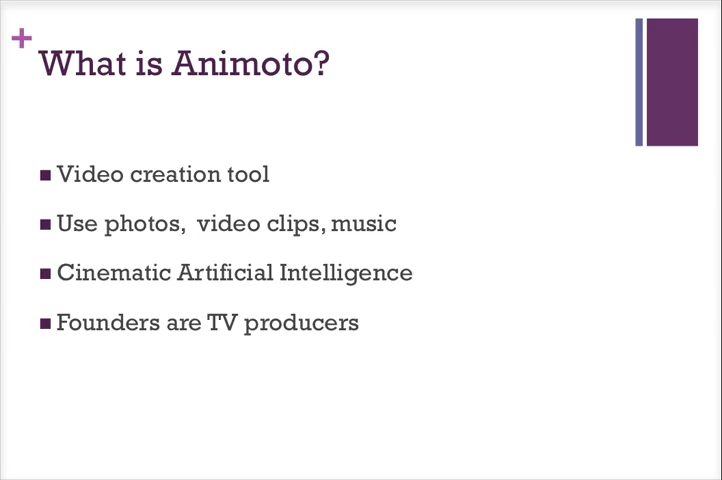 +
What is Animoto?
■ Video creation tool
■ Use photos,  video clips, music
■ Cinematic Artificial Intelligence
■ Founders are TV producers